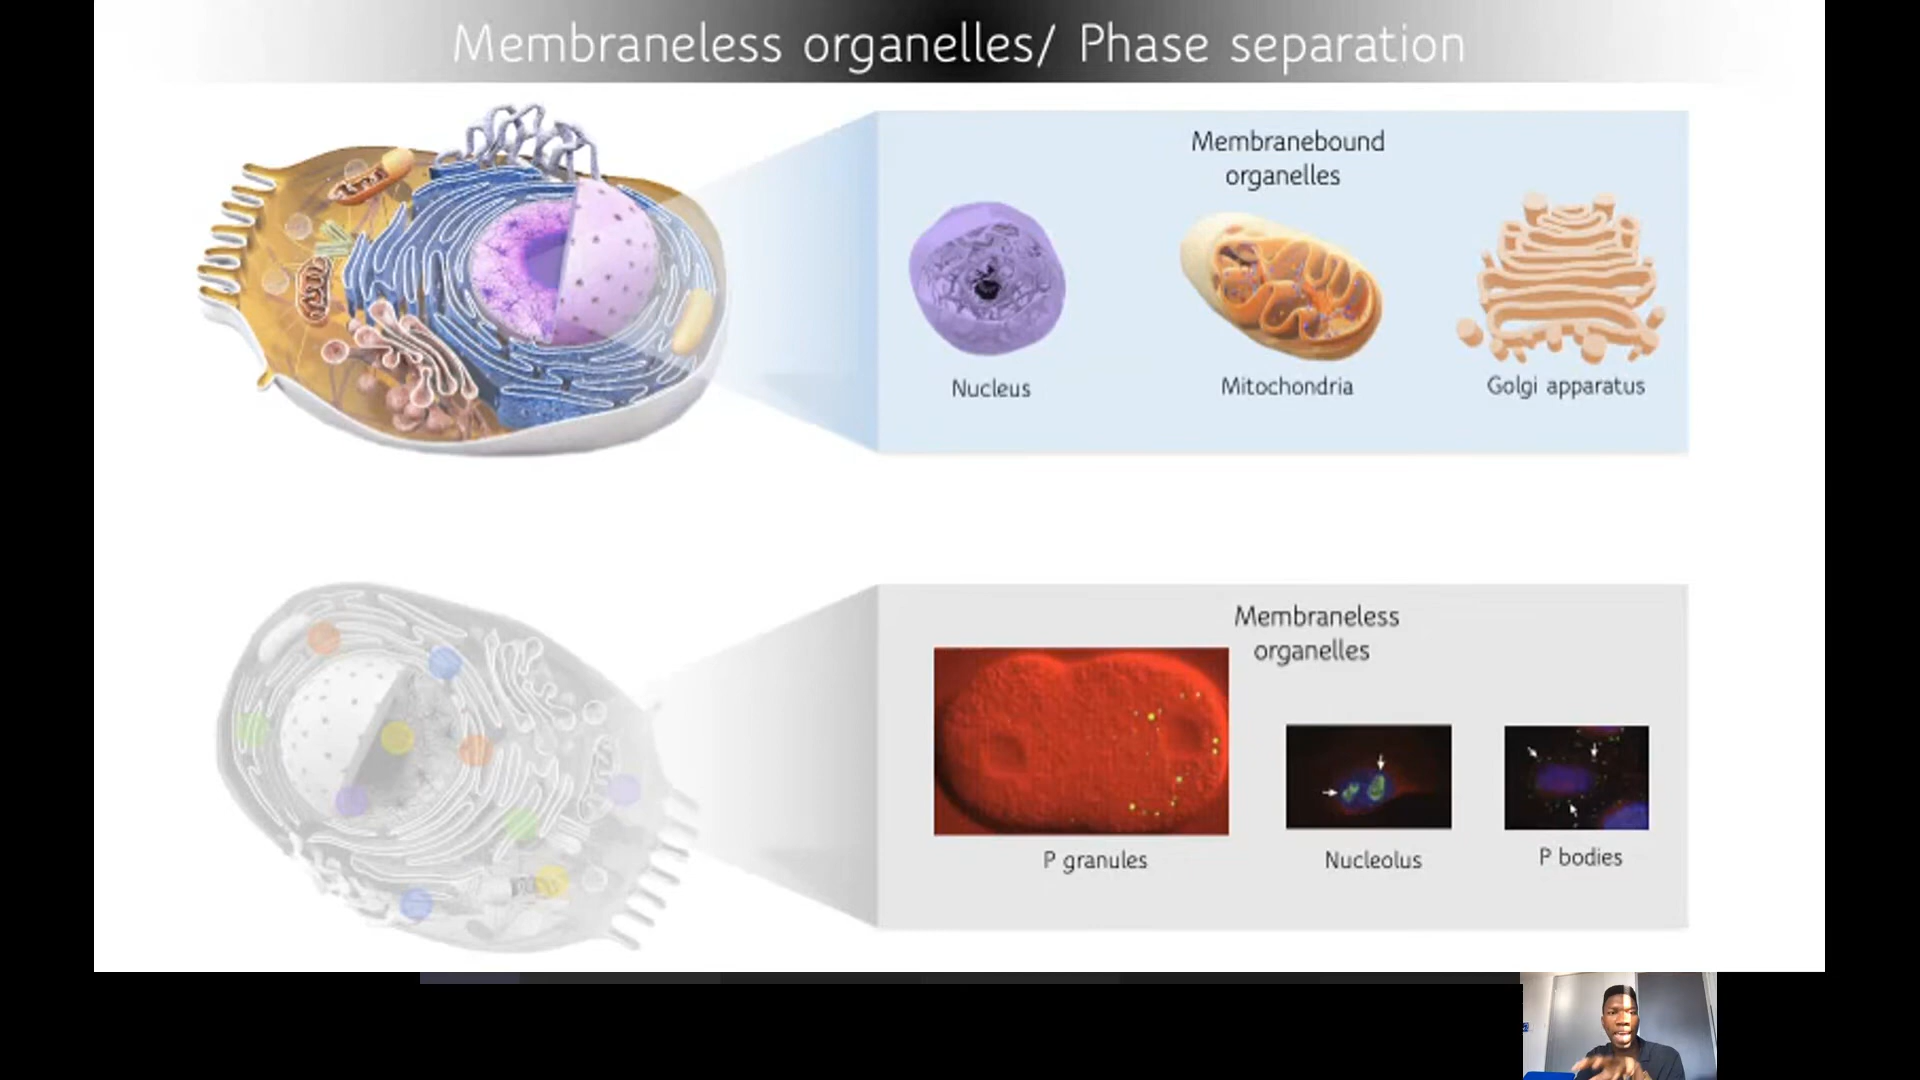 Membraneless organelles/ Phase separation
Membranebound
organelles
Nucleus
Mitochondria
Golgi apparatus
Membraneless
organelles
P granules
Nucleolus
P bodies